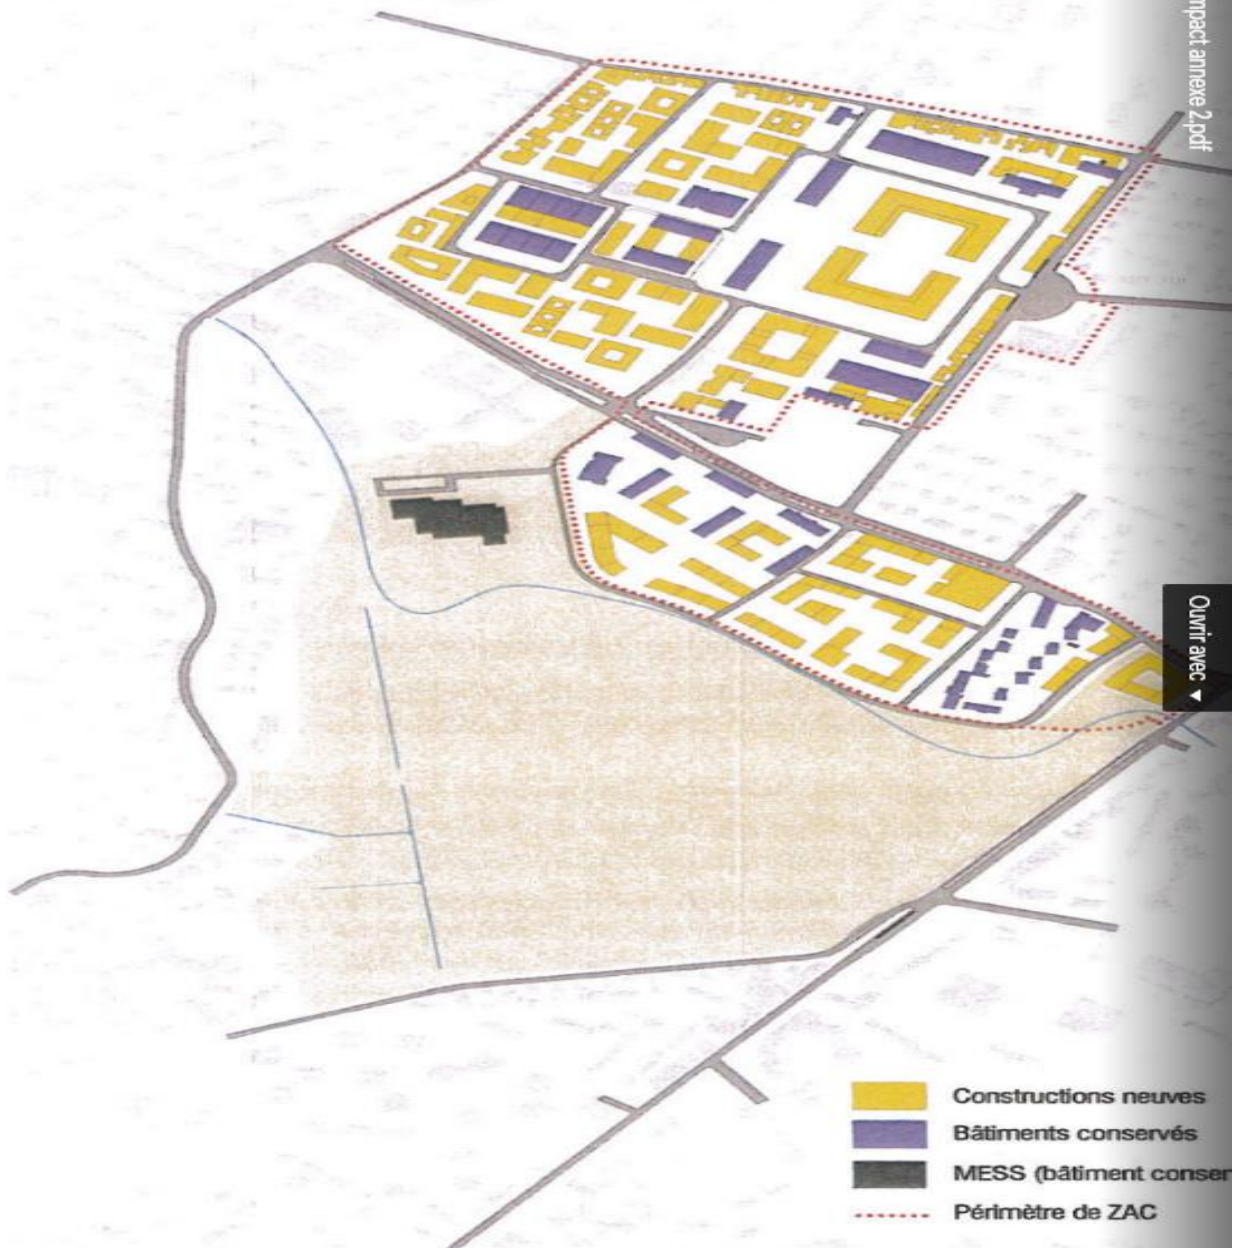 mpact annexe 2.pdf
Ouvrir avec ▼
Constructions neuves
Bâtiments conservés
MESS (bâtiment conser
Périmètre de ZAC